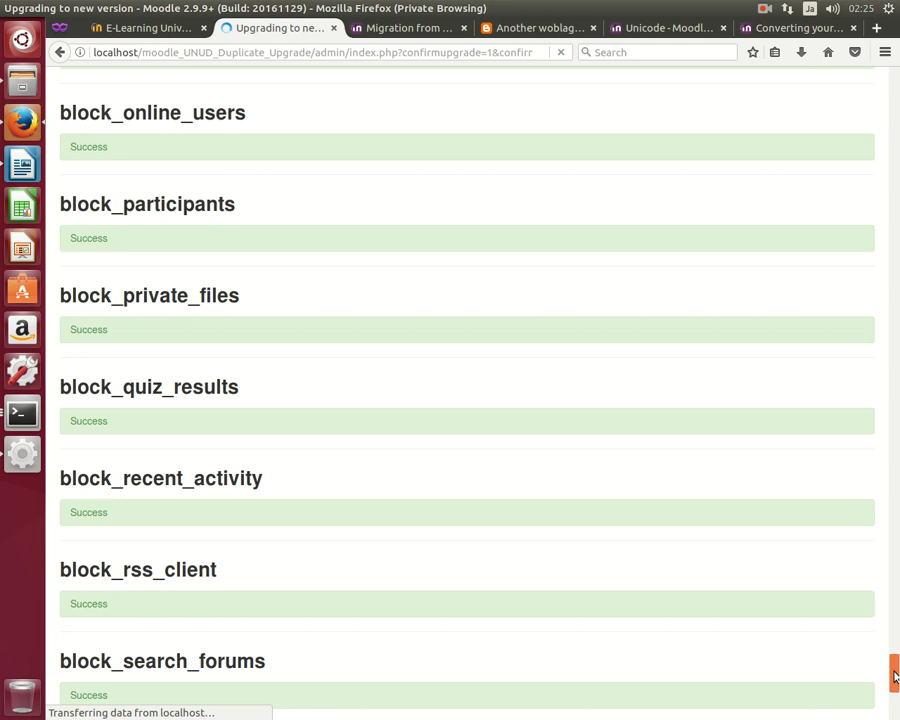 Upgrading to new version - Moodle 2.9.9+ (Build: 20161129) - Mozilla Firefox (Private Browsing)
Ja
02:25
E-Learning Univ...
Upgrading to ne...
Migration from ...
Another woblag...
Unicode - Moodl...
Converting your...
localhost/moodle_UNUD_Duplicate_Upgrade/admin/index.php?confirmupgrade=1&confirr
Search
block_online_users
Success
block_participants
Success
block_private_files
Success
block_quiz_results
Success
block_recent_activity
Success
block_rss_client
Success
block_search_forums
Success
Transferring data from localhost...